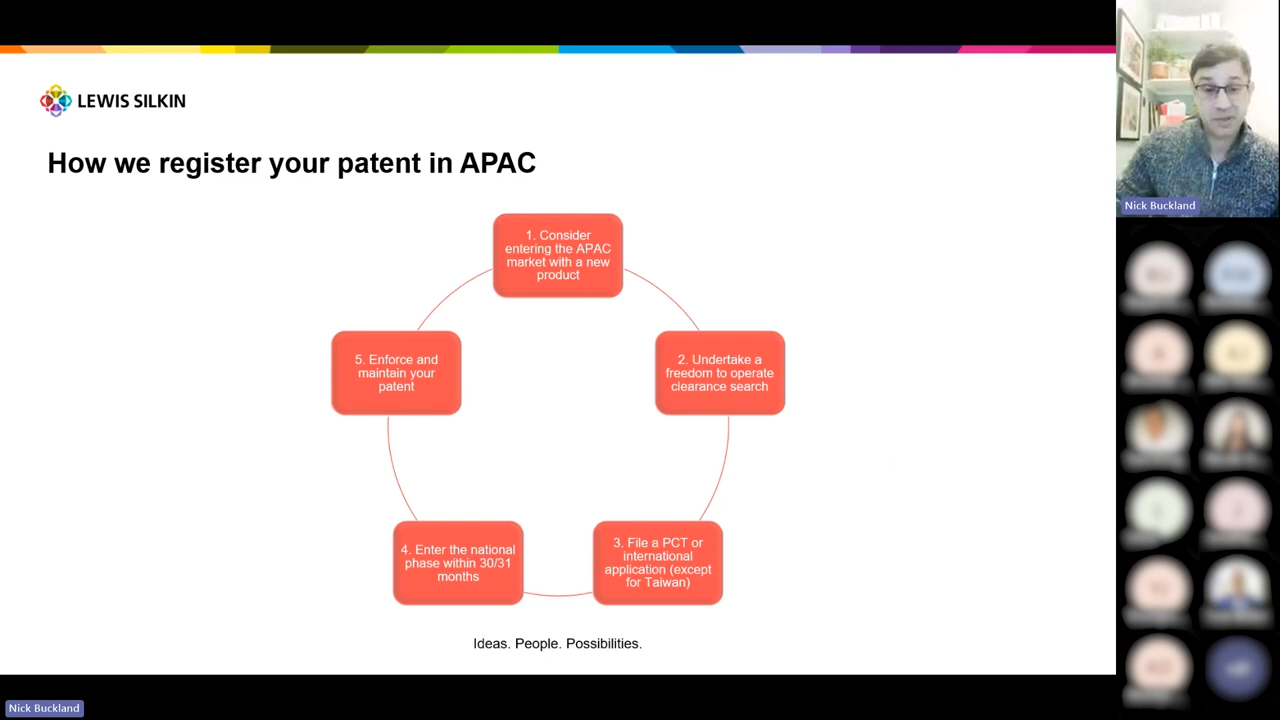 LEWIS SILKIN
How we register your patent in APAC
1. Consider
entering the APAC
market with a new
product
2. Undertake a
freedom to operate
clearance search
3. File a PCT or
international
application (except
for Taiwan)
4. Enter the national
phase within 30/31
months
5. Enforce and
maintain your
patent
Ideas. People. Possibilities.
Nick Buckland
Nick Buckland